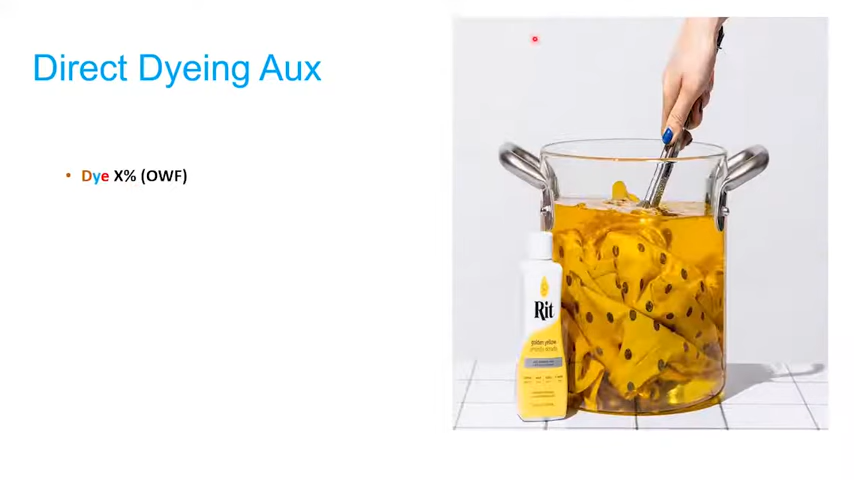 Direct Dyeing Aux
• Dye X% (OWF)
Rit